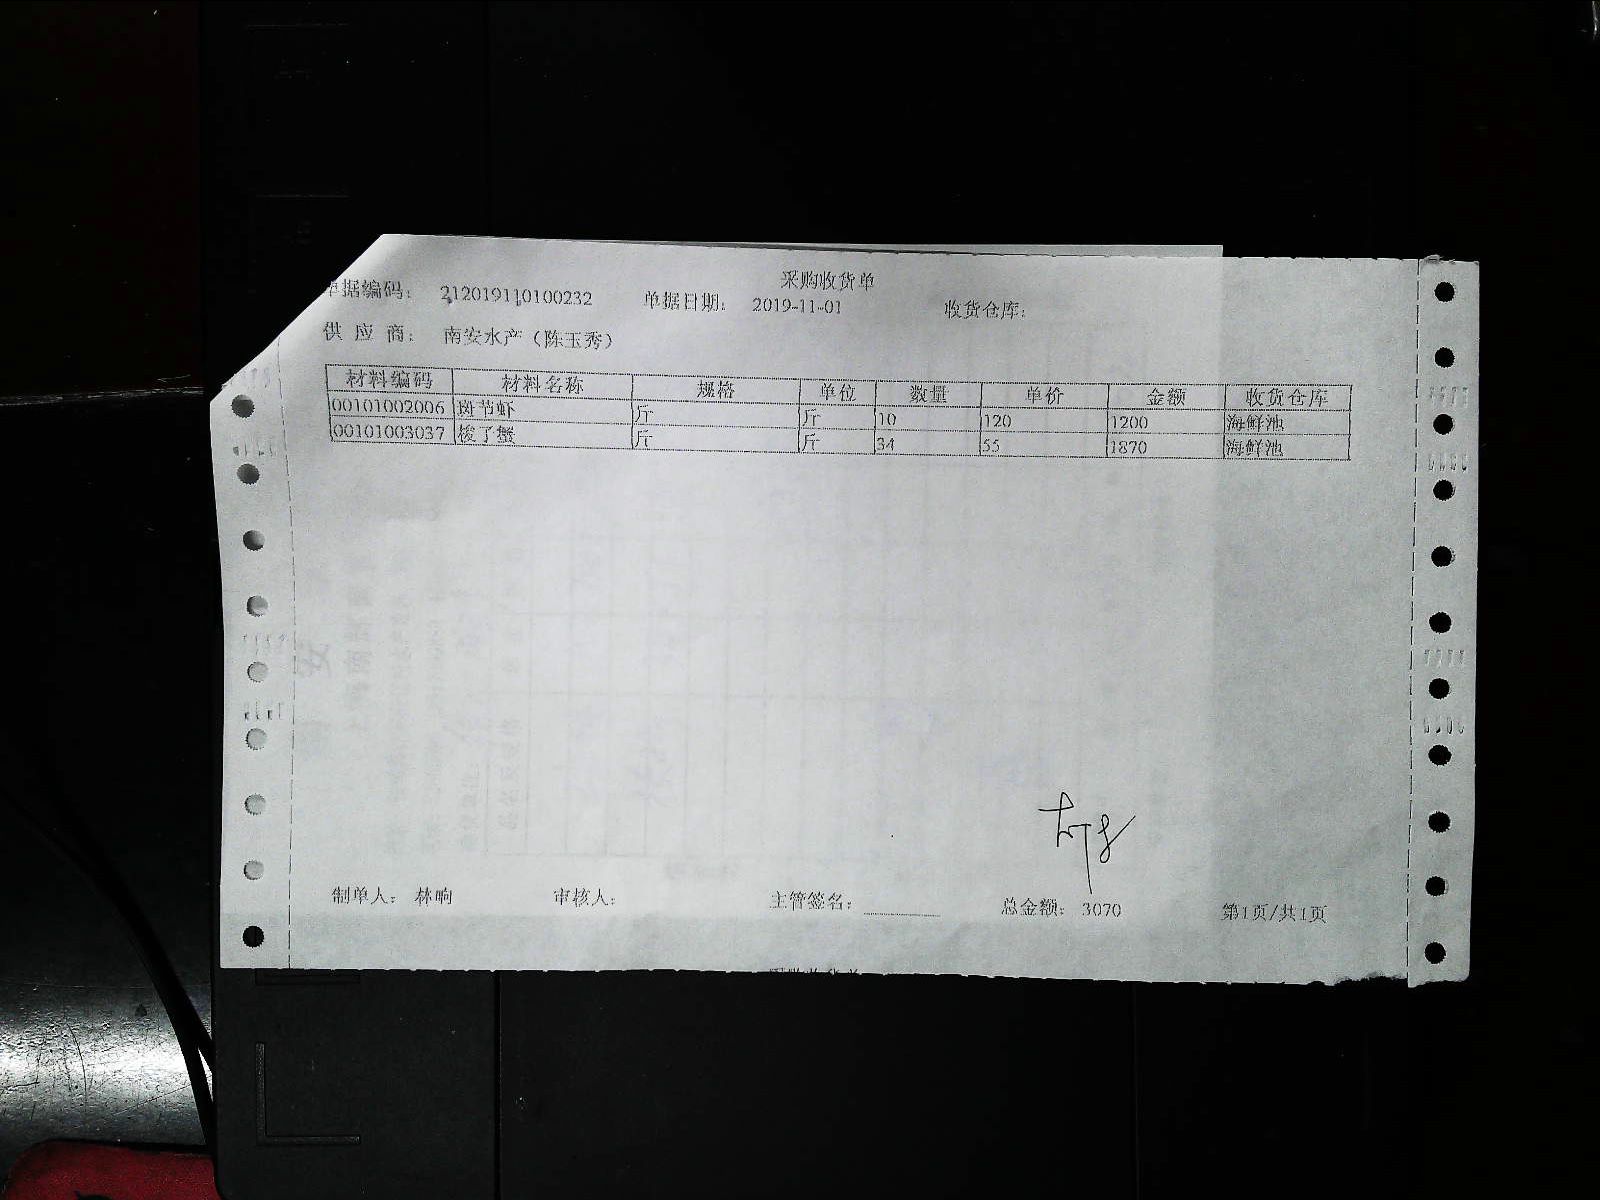 采购收货单
单据编码： 212019110100232 单据日期： 2019-11-01 收货仓库：
供 应 商： 南安水产（陈玉秀）
材料编码 材料名称 规格 单位 数量 单价 金额 收货仓库
00101002006 斑节虾 斤 斤 10 120 1200 海鲜池
00101003037 梭子蟹 斤 斤 34 55 1870 海鲜池
制单人： 林响 审核人： 主管签名： 总金额： 3070 第1页/共1页